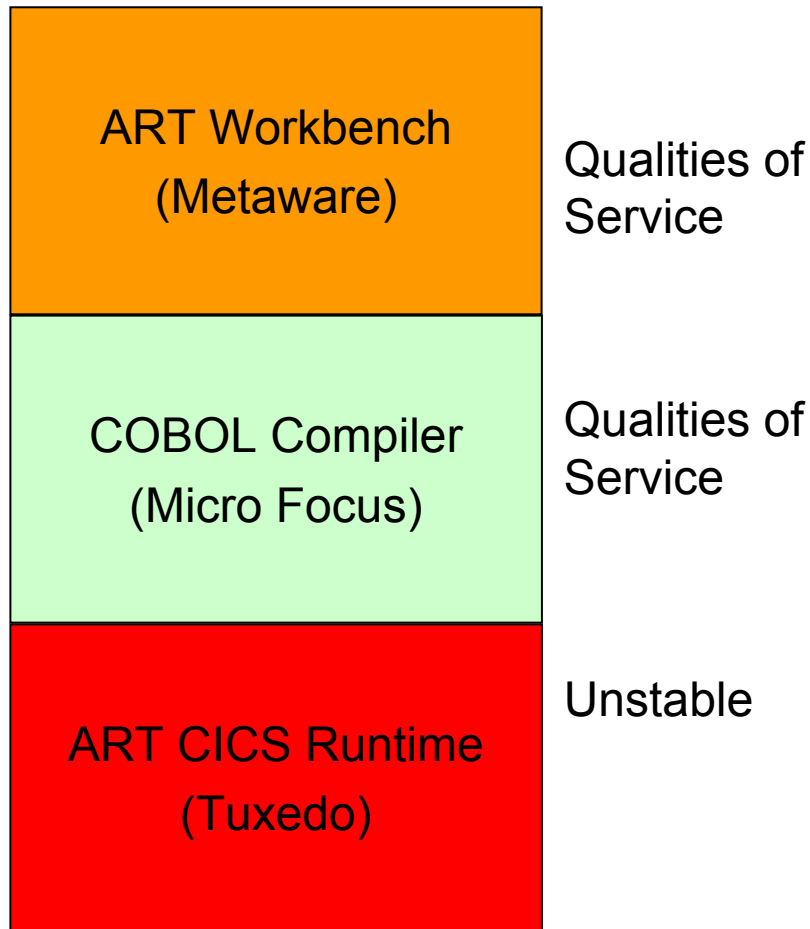 ART Workbench
(Metaware)
Qualities of
Service
COBOL Compiler
(Micro Focus)
Qualities of
Service
ART CICS Runtime
(Tuxedo)
Unstable